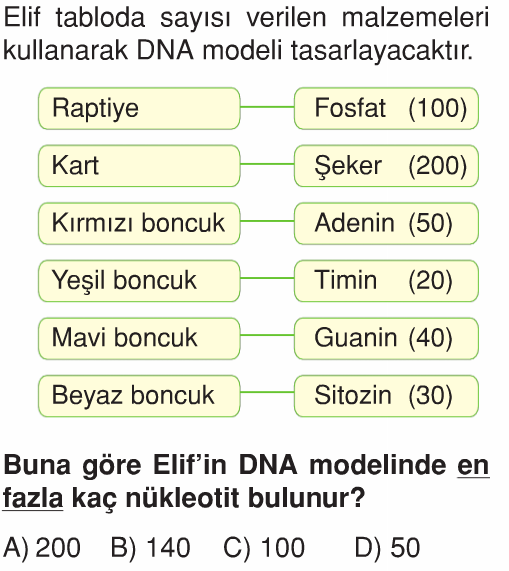 Elif tabloda sayısı verilen malzemeleri
kullanarak DNA modeli tasarlayacaktır.
Raptiye Fosfat (100)
Kart Şeker (200)
Kırmızı boncuk Adenin (50)
Yeşil boncuk Timin (20)
Mavi boncuk Guanin (40)
Beyaz boncuk Sitozin (30)
Buna göre Elif’in DNA modelinde en
fazla kaç nükleotit bulunur?
A) 200 B) 140 C) 100 D) 50